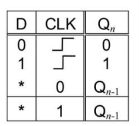 D CLK Qn
0 0
1 1
* 0 Qn-1
* 1 Qn-1